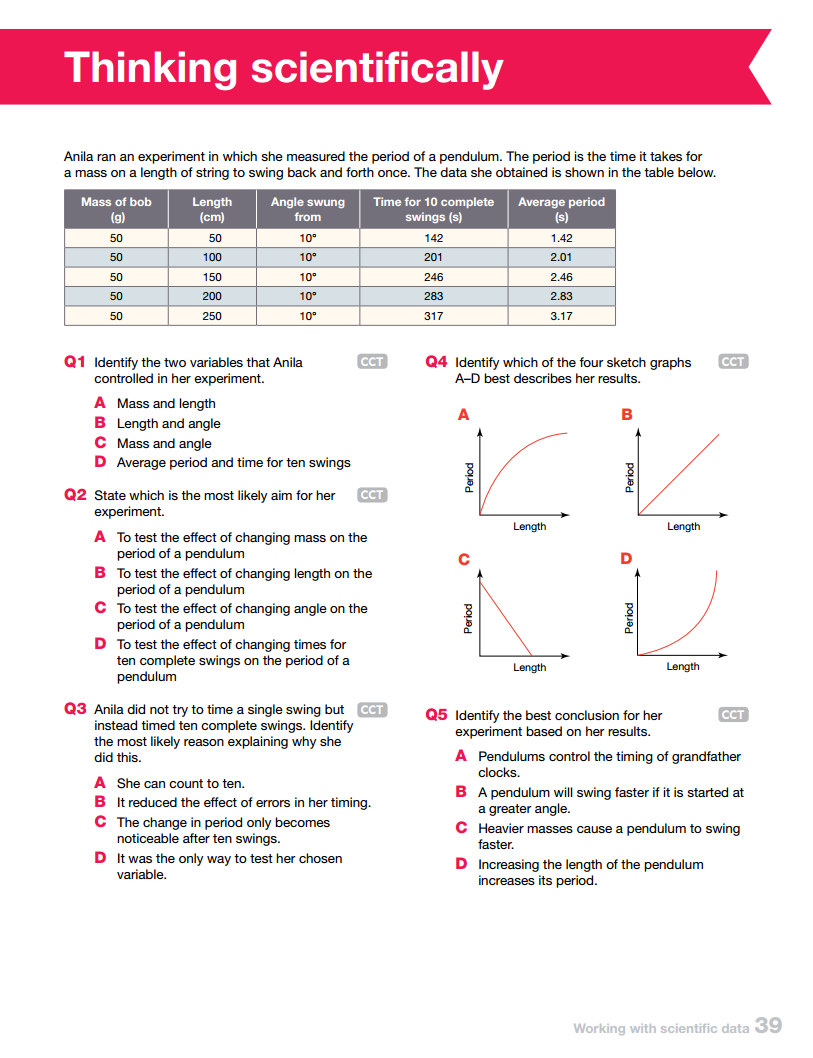 Thinking scientifically
Anila ran an experiment in which she measured the period of a pendulum. The period is the time it takes for
a mass on a length of string to swing back and forth once. The data she obtained is shown in the table below.
Mass of bob (g) Length (cm) Angle swung from Time for 10 complete swings (s) Average period (s)
50 50 10° 142 1.42
50 100 10° 201 2.01
50 150 10° 246 2.46
50 200 10° 283 2.83
50 250 10° 317 3.17
Q1 Identify the two variables that Anila CCT
controlled in her experiment.
A Mass and length
B Length and angle
C Mass and angle
D Average period and time for ten swings
Q2 State which is the most likely aim for her CCT
experiment.
A To test the effect of changing mass on the
period of a pendulum
B To test the effect of changing length on the
period of a pendulum
C To test the effect of changing angle on the
period of a pendulum
D To test the effect of changing times for
ten complete swings on the period of a
pendulum
Q3 Anila did not try to time a single swing but CCT
instead timed ten complete swings. Identify
the most likely reason explaining why she
did this.
A She can count to ten.
B It reduced the effect of errors in her timing.
C The change in period only becomes
noticeable after ten swings.
D It was the only way to test her chosen
variable.
Q4 Identify which of the four sketch graphs CCT
A–D best describes her results.
A
Period
Length
B
Period
Length
C
Period
Length
D
Period
Length
Q5 Identify the best conclusion for her CCT
experiment based on her results.
A Pendulums control the timing of grandfather
clocks.
B A pendulum will swing faster if it is started at
a greater angle.
C Heavier masses cause a pendulum to swing
faster.
D Increasing the length of the pendulum
increases its period.
Working with scientific data 39